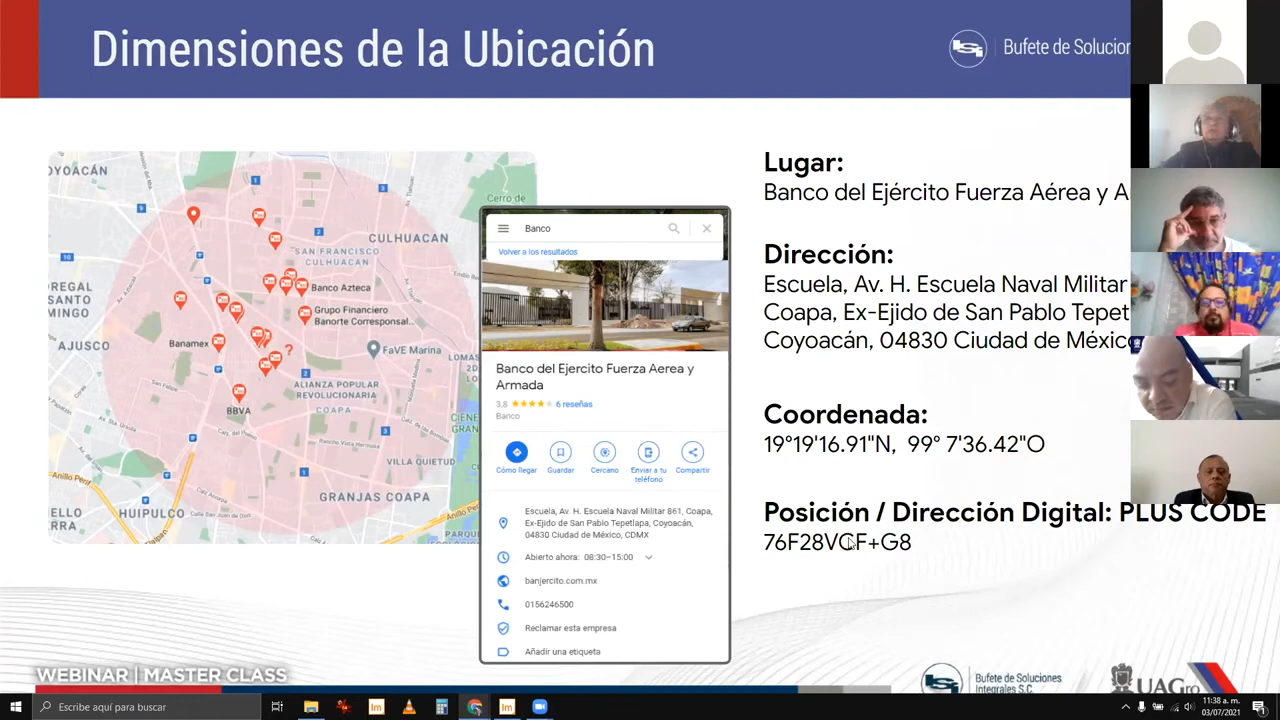 Dimensiones de la Ubicación
Bufete de Solucion
OYOACÁN
Cerro de
CULHUACAN
SAN FRANCISCO
CULHUACAN
Banco Azteca
Grupo Financiero
Banorte Corresponsal...
Banamex
AJUSCO
FaVE Marina
LOMAS
ALIANZA POPULAR
REVOLUCIONARIA
COAPA
BBVA
VILLA QUIETUD
GRANJAS COAPA
HUIPULCO
Anillo Perif
Banco
Volver a los resultados
Banco del Ejercito Fuerza Aerea y
Armada
3,8 6 reseñas
Banco
Cómo llegar
Guardar
Cercano
Enviar a tu
teléfono
Compartir
Escuela, Av. H. Escuela Naval Militar 861, Coapa,
Ex-Ejido de San Pablo Tepetlapa, Coyoacán,
04830 Ciudad de México, CDMX
Abierto ahora: 08:30–15:00
banjercito.com.mx
0156246500
Reclamar esta empresa
Añadir una etiqueta
Lugar:
Banco del Ejército Fuerza Aérea y A
Dirección:
Escuela, Av. H. Escuela Naval Militar
Coapa, Ex-Ejido de San Pablo Tepet
Coyoacán, 04830 Ciudad de México
Coordenada:
19°19'16.91"N, 99° 7'36.42"O
Posición / Dirección Digital: PLUS CODE
76F28VCF+G8
WEBINAR | MASTER CLASS
Bufete de Soluciones
Integrales S.C.
UAGro
Escribe aquí para buscar
11:38 a. m.
03/07/2021